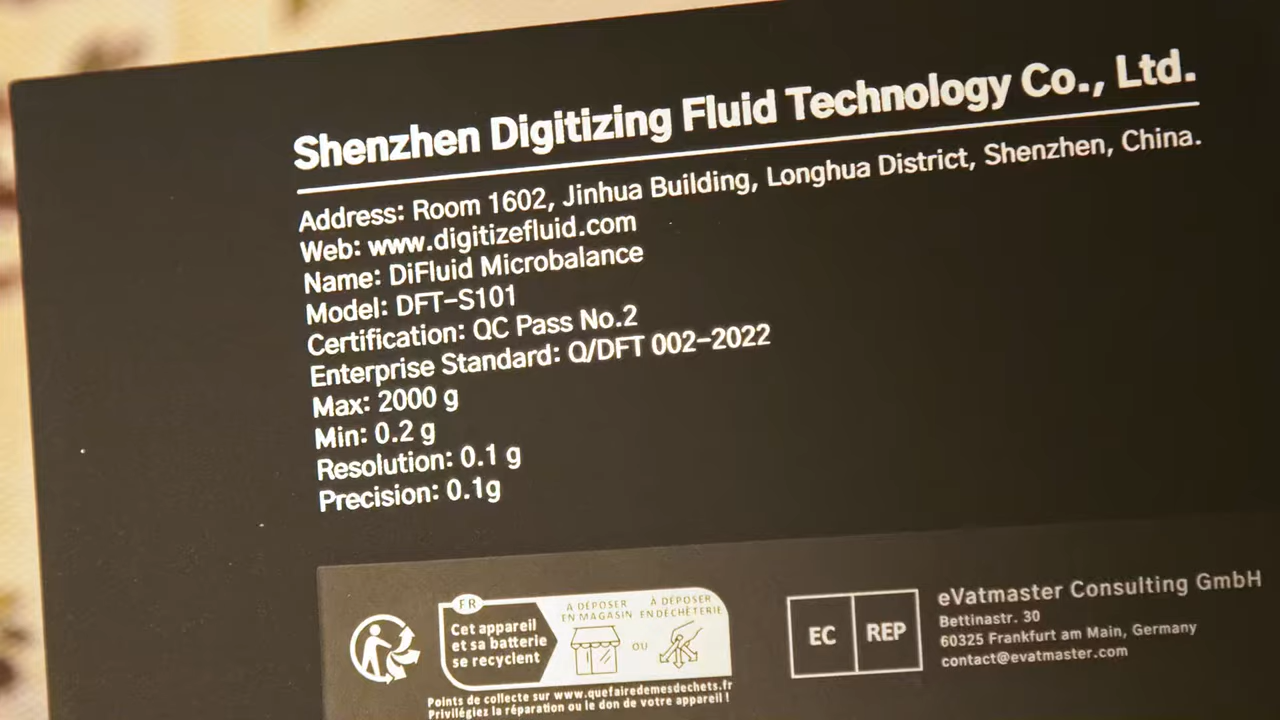 Shenzhen Digitizing Fluid Technology Co., Ltd.
Address: Room 1602, Jinhua Building, Longhua District, Shenzhen, China.
Web: www.digitizefluid.com
Name: DiFluid Microbalance
Model: DFT-S101
Certification: QC Pass No.2
Enterprise Standard: Q/DFT 002-2022
Max: 2000 g
Min: 0.2 g
Resolution: 0.1 g
Precision: 0.1g
FR
Cet appareil
et sa batterie
se recyclent
À DÉPOSER
EN MAGASIN
OU
À DÉPOSER
EN DÉCHÈTERIE
Points de collecte sur www.quefairedemesdechets.fr
Privilégiez la réparation ou le don de votre appareil !
EC REP
eVatmaster Consulting GmbH
Bettinastr. 30
60325 Frankfurt am Main, Germany
contact@evatmaster.com